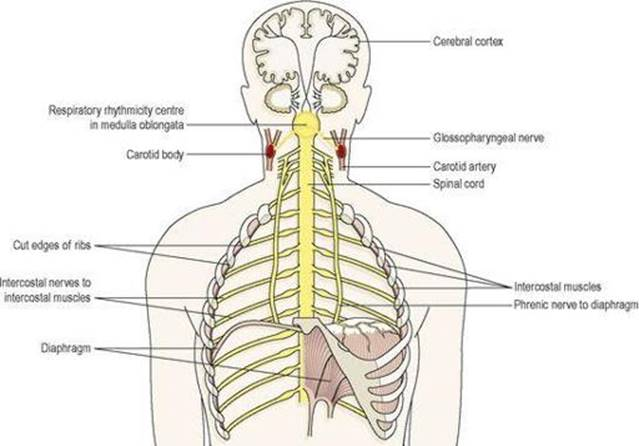 Cerebral cortex
Respiratory rhythmicity centre
in medulla oblongata
Glossopharyngeal nerve
Carotid body
Carotid artery
Spinal cord
Cut edges of ribs
Intercostal nerves to
intercostal muscles
Intercostal muscles
Phrenic nerve to diaphragm
Diaphragm